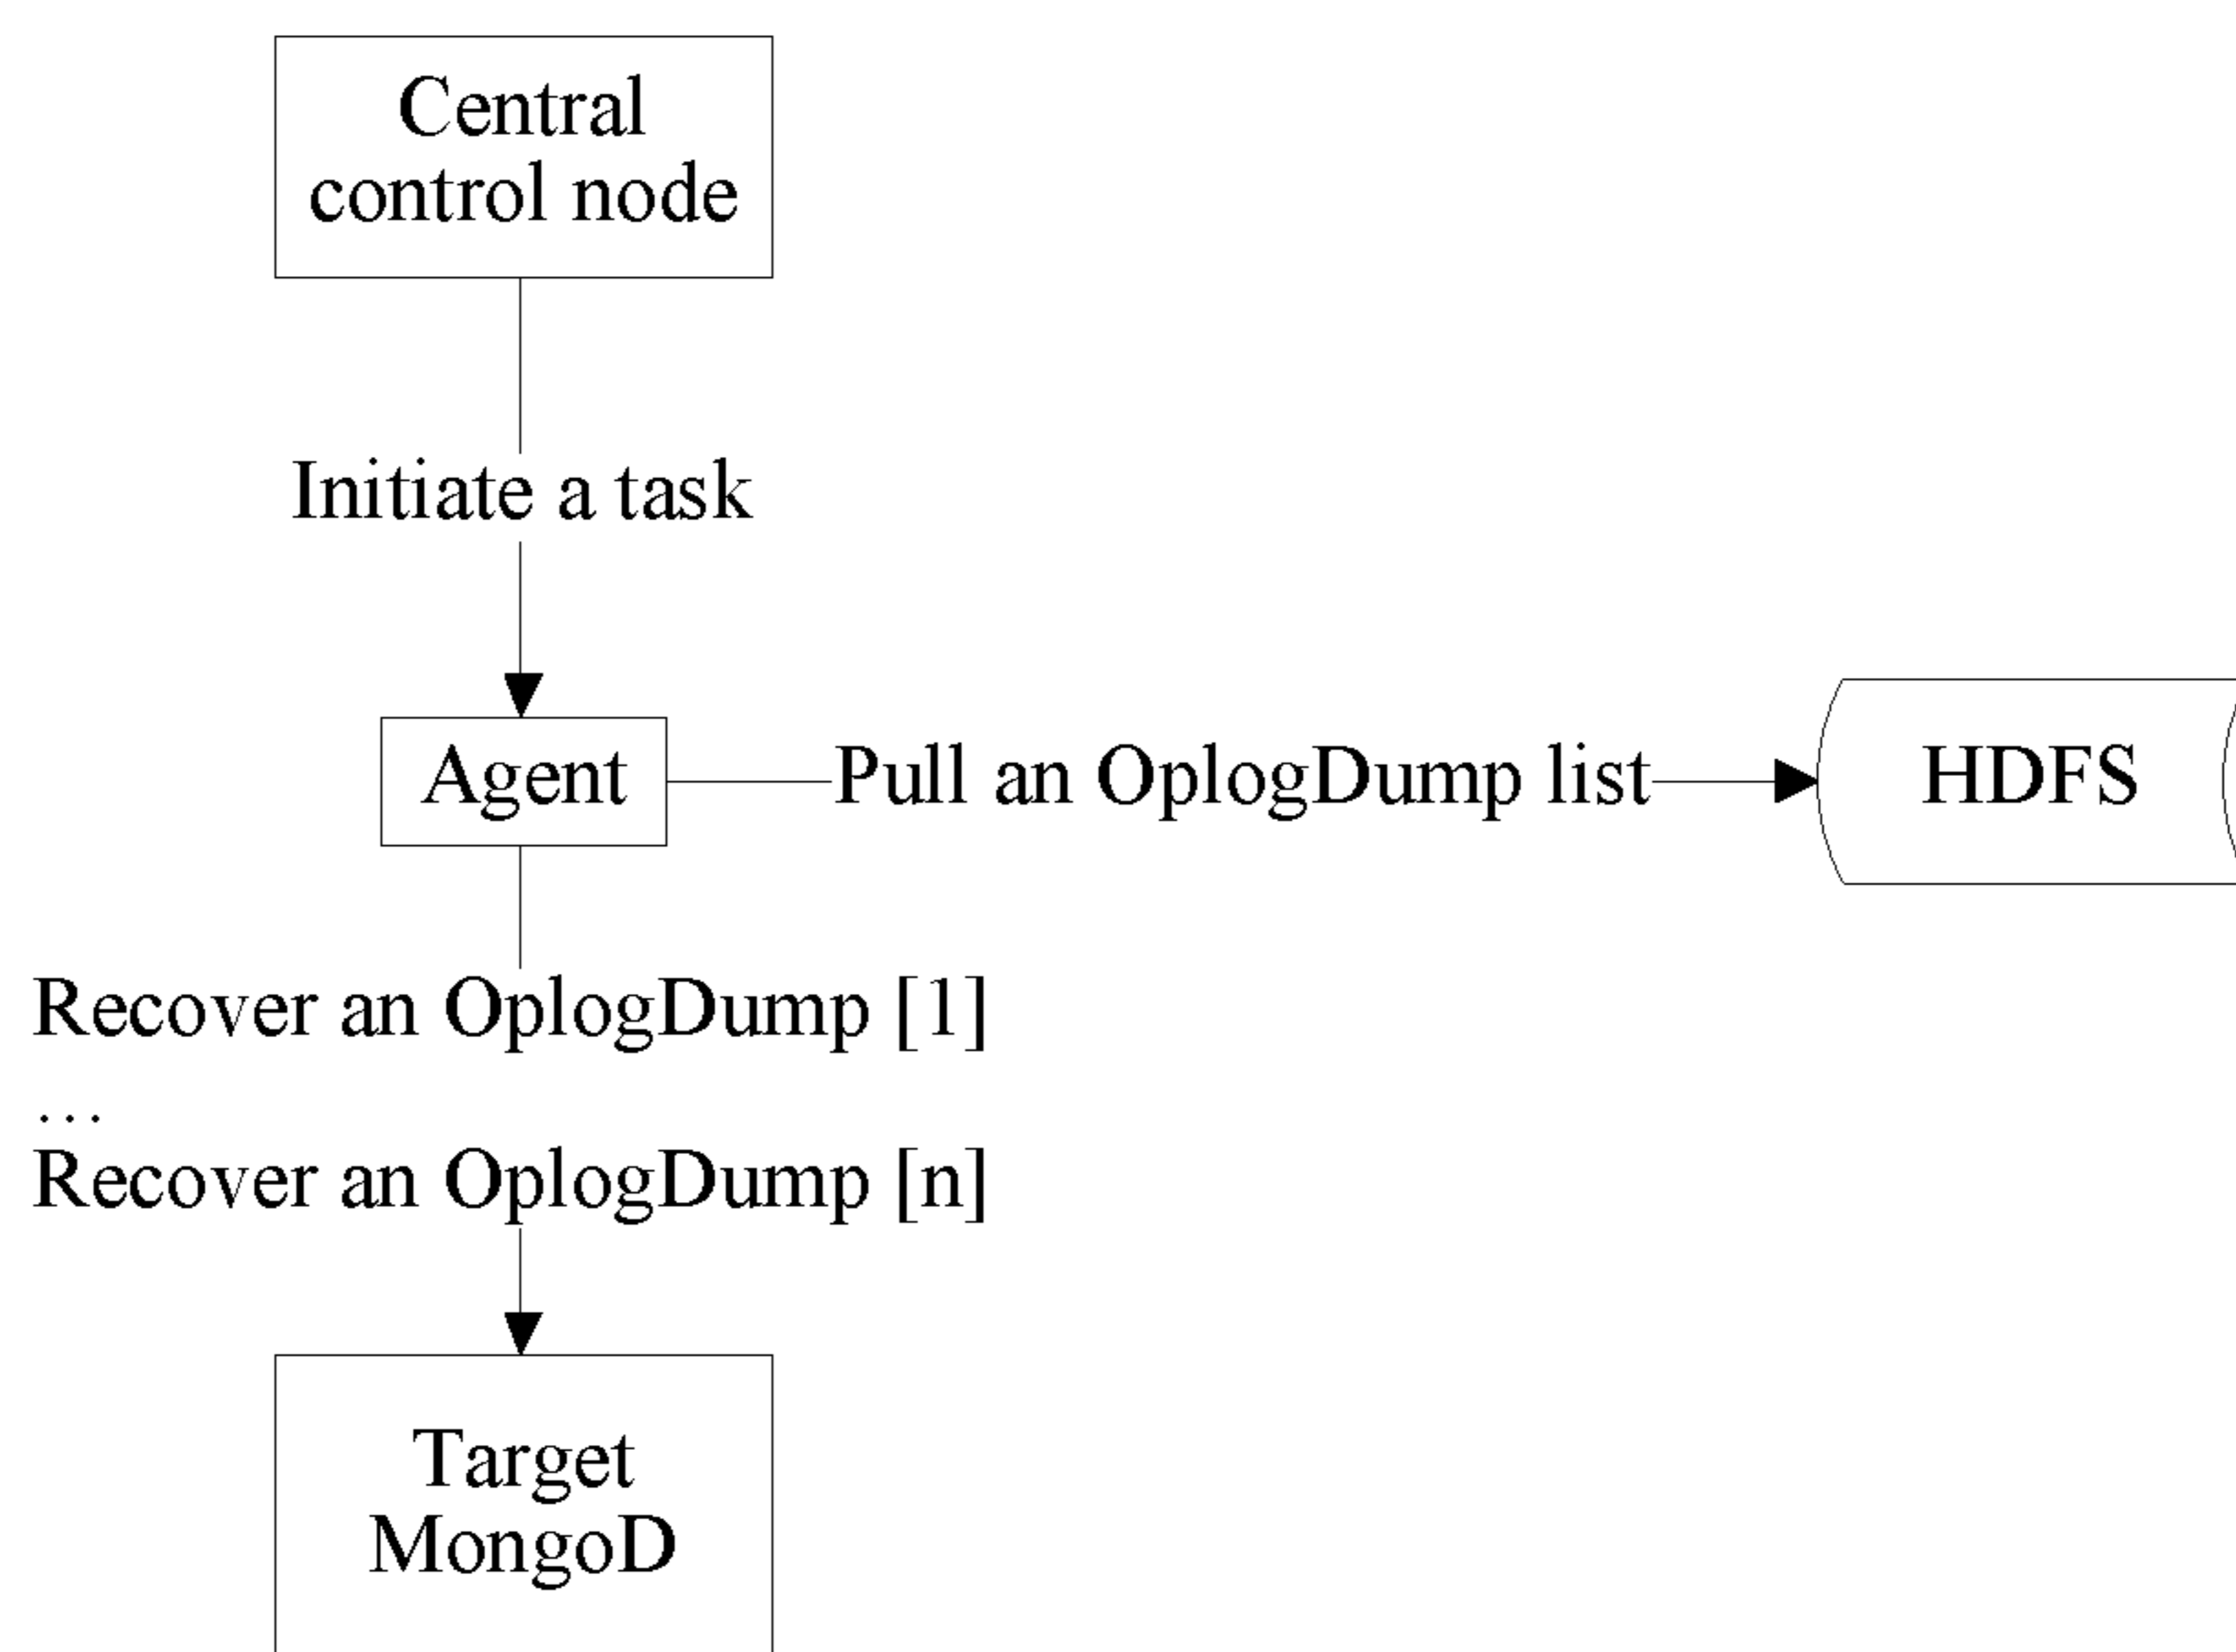 Central
control node
Initiate a task
Agent
Pull an OplogDump list
HDFS
Recover an OplogDump [1]
…
Recover an OplogDump [n]
Target
MongoD